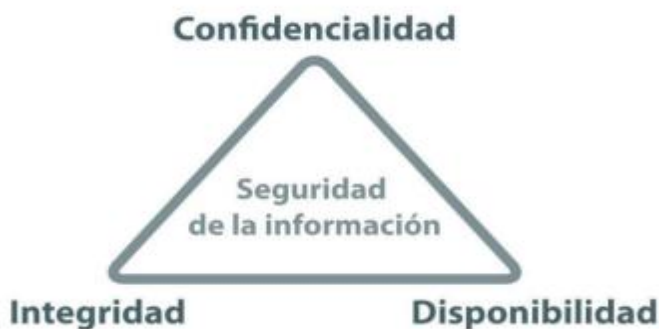 Confidencialidad
Seguridad
de la información
Integridad
Disponibilidad